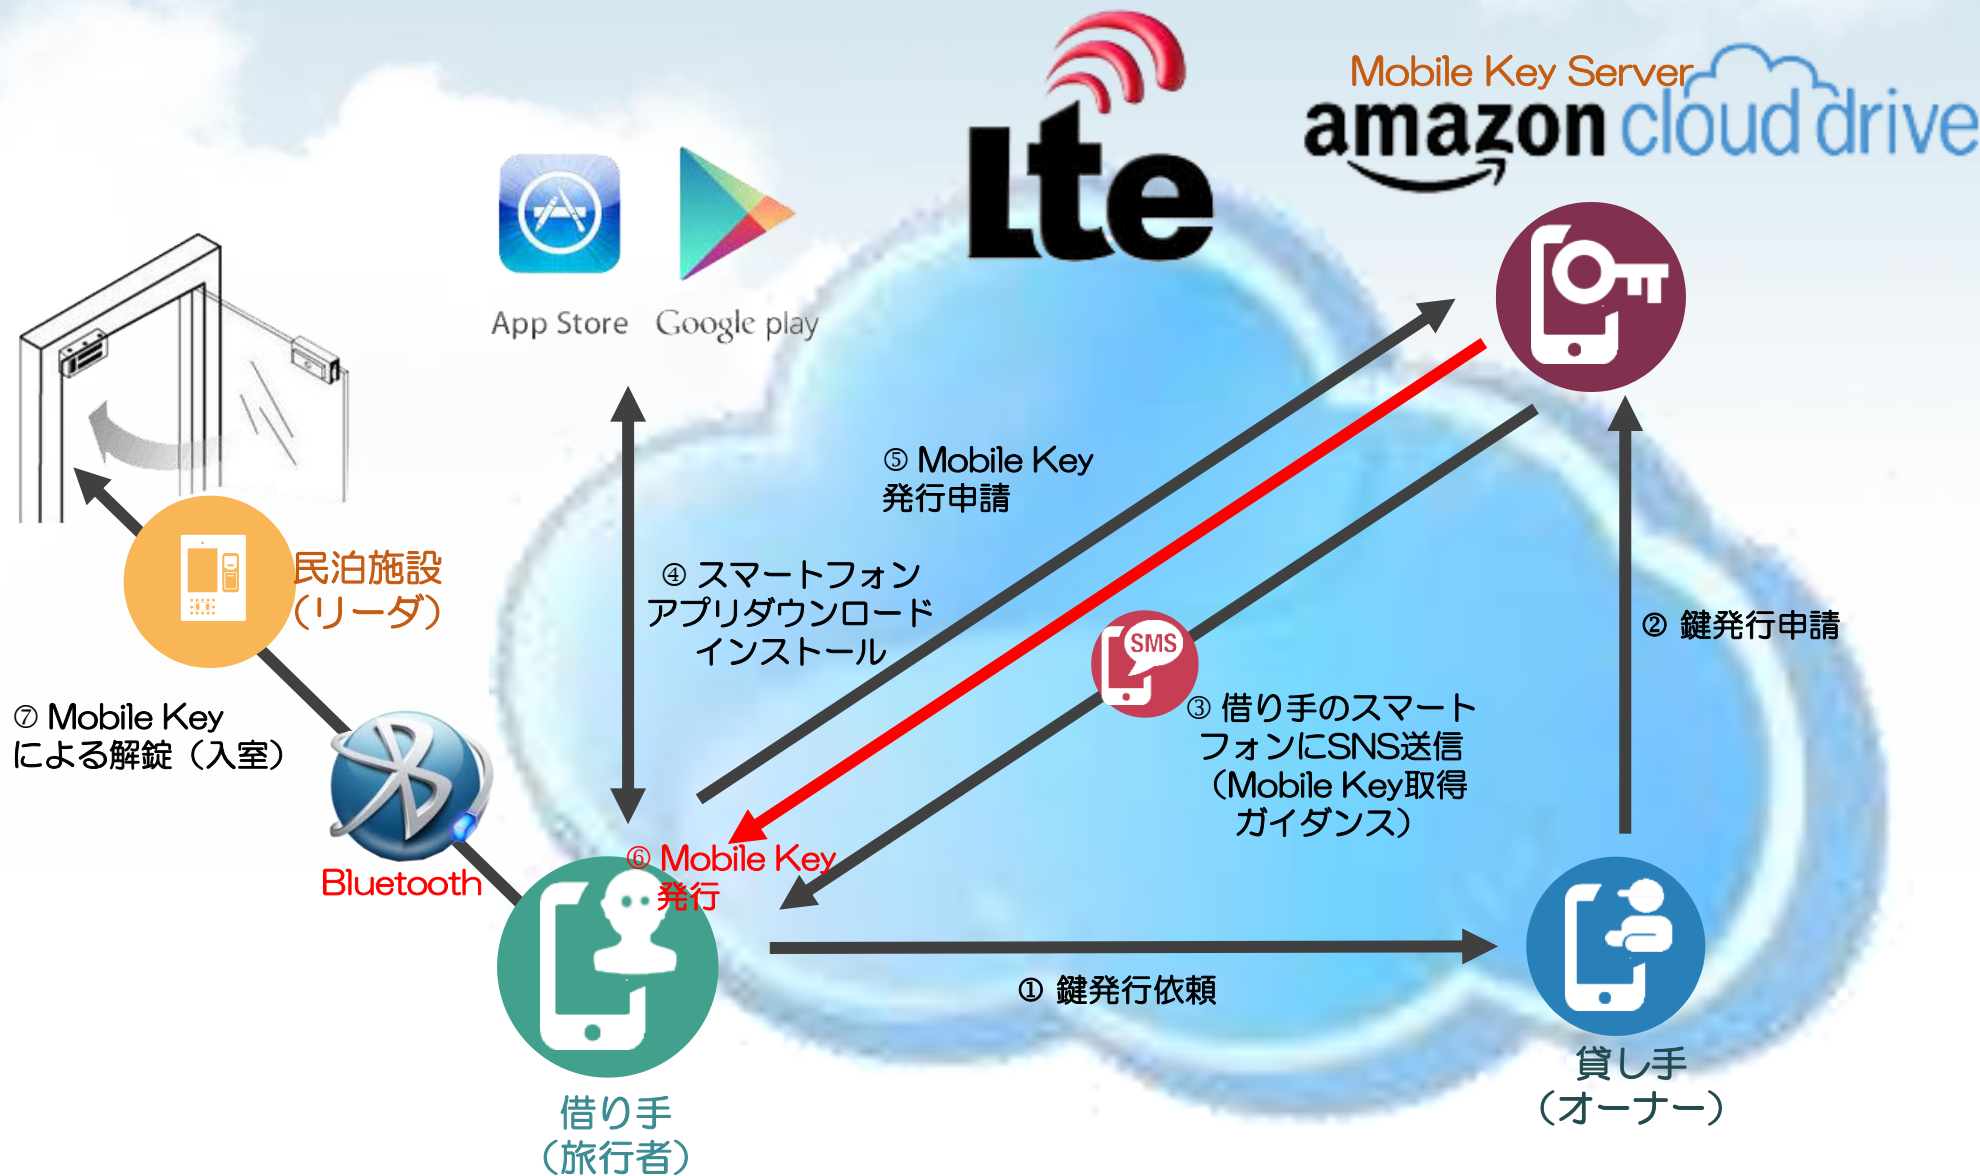 Mobile Key Server
amazon cloud drive
Lte
App Store
Google play
⑤ Mobile Key
発行申請
④ スマートフォン
アプリダウンロード
インストール
民泊施設
（リーダ）
SMS
② 鍵発行申請
③ 借り手のスマート
フォンにSNS送信
（Mobile Key取得
ガイダンス）
⑦ Mobile Key
による解錠（入室）
Bluetooth
⑥ Mobile Key
発行
① 鍵発行依頼
貸し手
（オーナー）
借り手
（旅行者）